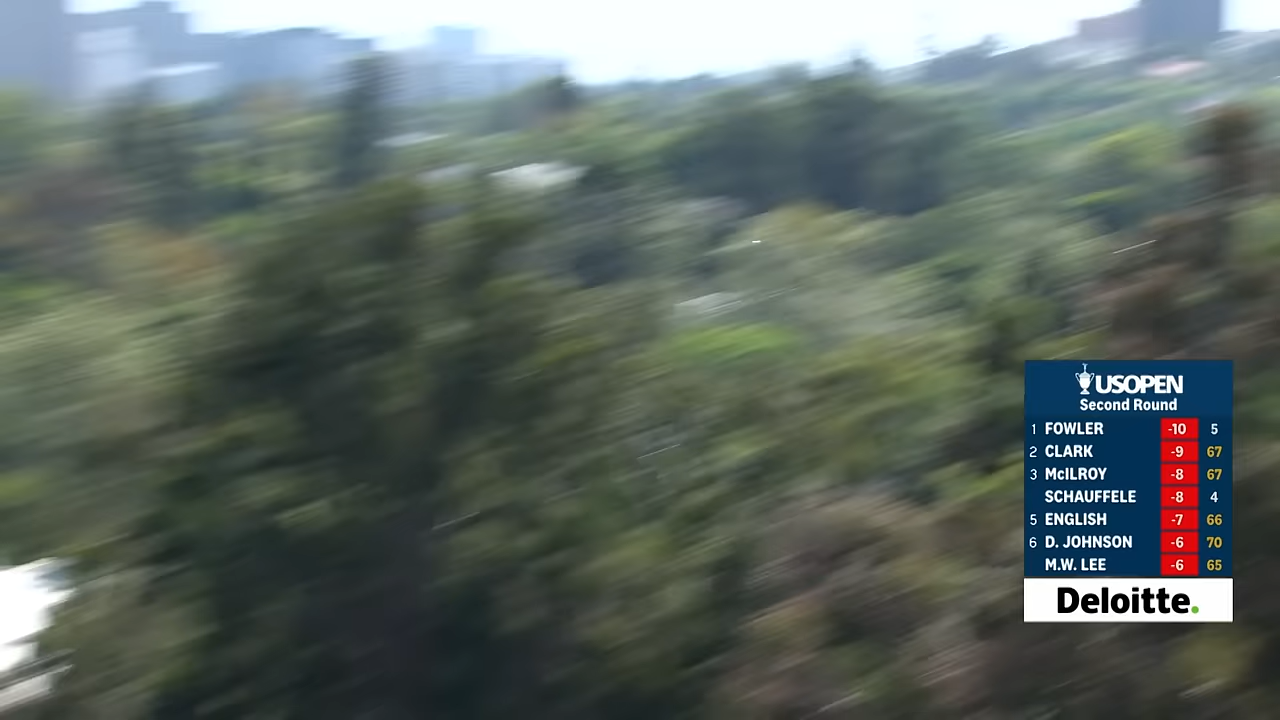 USOPEN
Second Round
1 FOWLER -10 5
2 CLARK -9 67
3 McILROY -8 67
SCHAUFFELE -8 4
5 ENGLISH -7 66
6 D. JOHNSON -6 70
M.W. LEE -6 65
Deloitte.